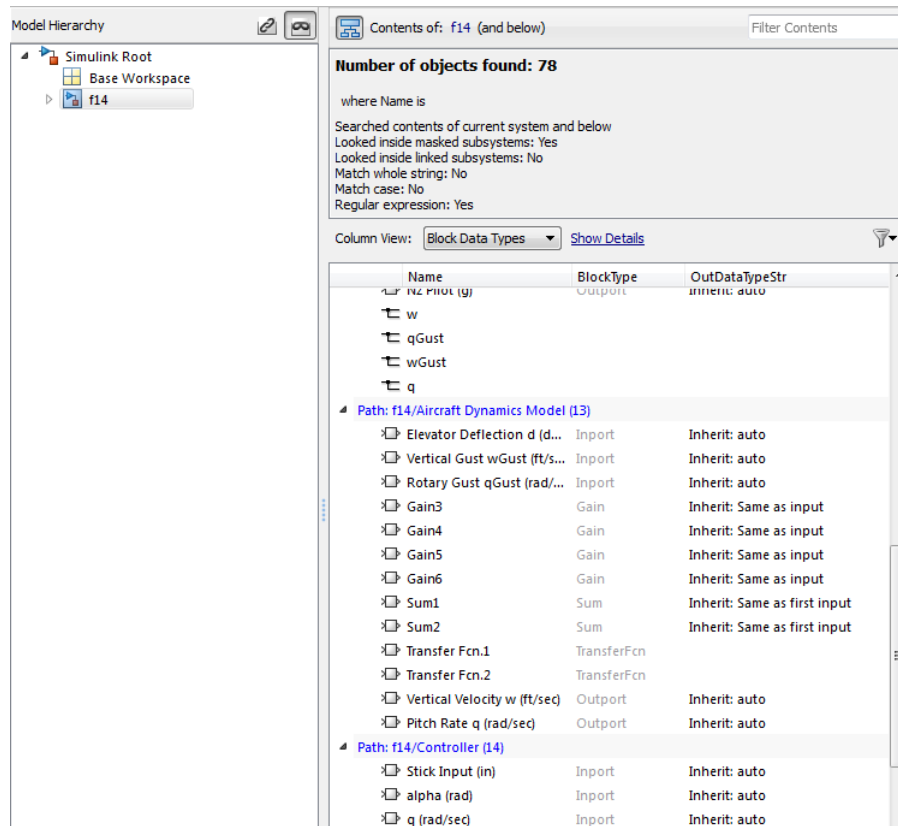 Model Hierarchy
Simulink Root
Base Workspace
f14
Contents of: f14 (and below)
Filter Contents
Number of objects found: 78
where Name is
Searched contents of current system and below
Looked inside masked subsystems: Yes
Looked inside linked subsystems: No
Match whole string: No
Match case: No
Regular expression: Yes
Column View: Block Data Types Show Details
Name BlockType OutDataTypeStr
Nz Pilot (g) Outport Inherit: auto
w
qGust
wGust
q
Path: f14/Aircraft Dynamics Model (13)
Elevator Deflection d (d... Inport Inherit: auto
Vertical Gust wGust (ft/s... Inport Inherit: auto
Rotary Gust qGust (rad/... Inport Inherit: auto
Gain3 Gain Inherit: Same as input
Gain4 Gain Inherit: Same as input
Gain5 Gain Inherit: Same as input
Gain6 Gain Inherit: Same as input
Sum1 Sum Inherit: Same as first input
Sum2 Sum Inherit: Same as first input
Transfer Fcn.1 TransferFcn
Transfer Fcn.2 TransferFcn
Vertical Velocity w (ft/sec) Outport Inherit: auto
Pitch Rate q (rad/sec) Outport Inherit: auto
Path: f14/Controller (14)
Stick Input (in) Inport Inherit: auto
alpha (rad) Inport Inherit: auto
q (rad/sec) Inport Inherit: auto